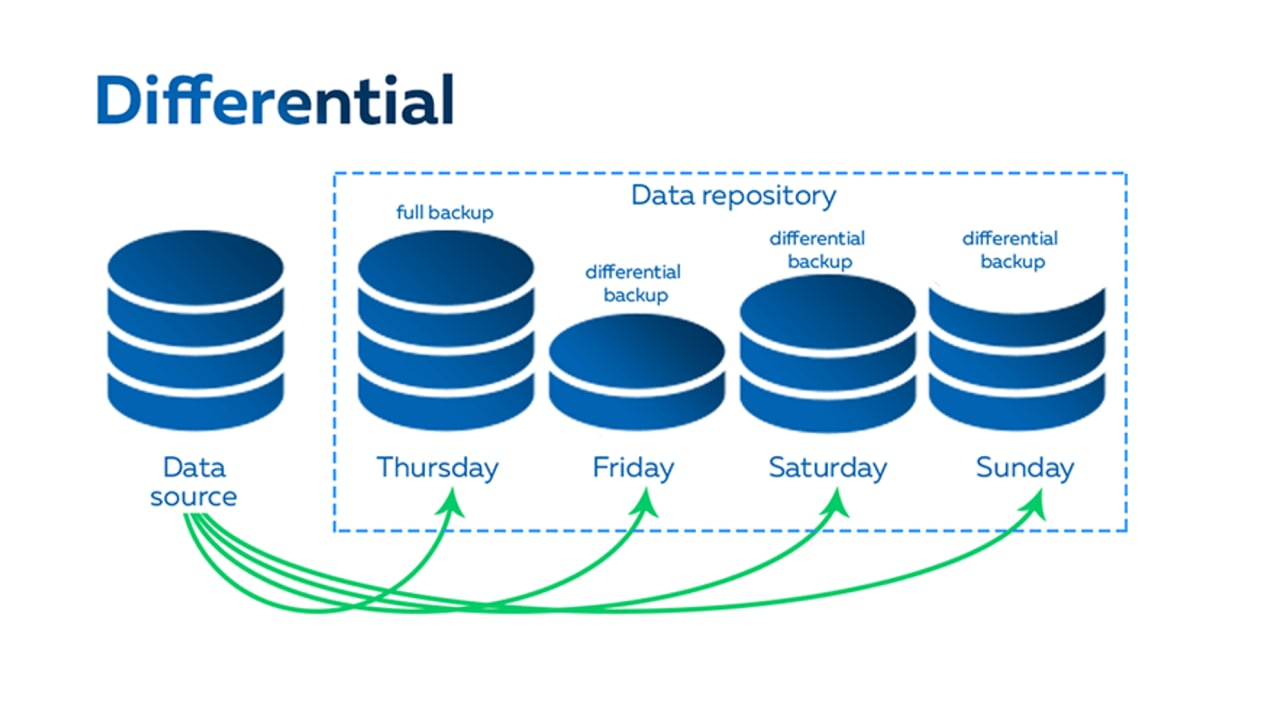 Differential
Data repository
full backup
differential
backup
differential
backup
differential
backup
Data
source
Thursday
Friday
Saturday
Sunday